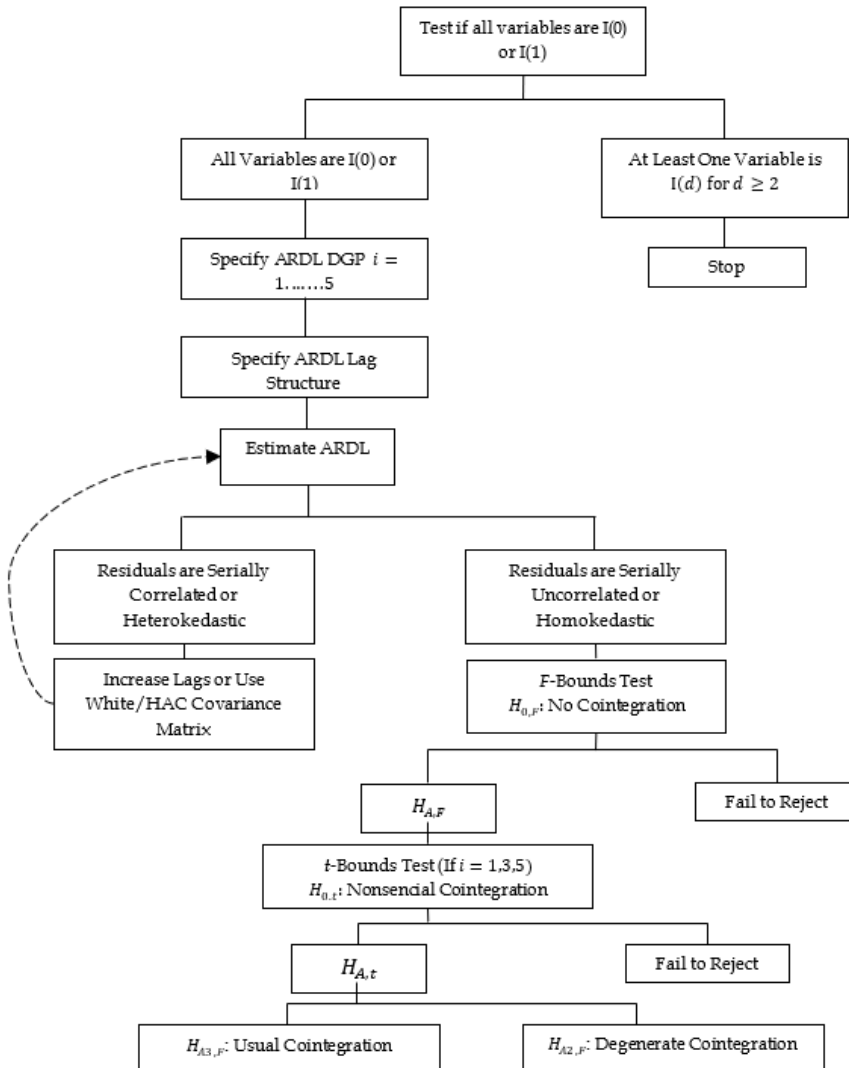 Test if all variables are I(0)
or I(1)
All Variables are I(0) or
I(1)
At Least One Variable is
I(d) for d ≥ 2
Specify ARDL DGP i =
1.……5
Stop
Specify ARDL Lag
Structure
Estimate ARDL
Residuals are Serially
Correlated or
Heterokedastic
Residuals are Serially
Uncorrelated or
Homokedastic
Increase Lags or Use
White/HAC Covariance
Matrix
F-Bounds Test
H0,F: No Cointegration
HA,F
Fail to Reject
t-Bounds Test (If i = 1,3,5)
H0.t: Nonsencial Cointegration
HA,t
Fail to Reject
HA3,F: Usual Cointegration
HA2,F: Degenerate Cointegration